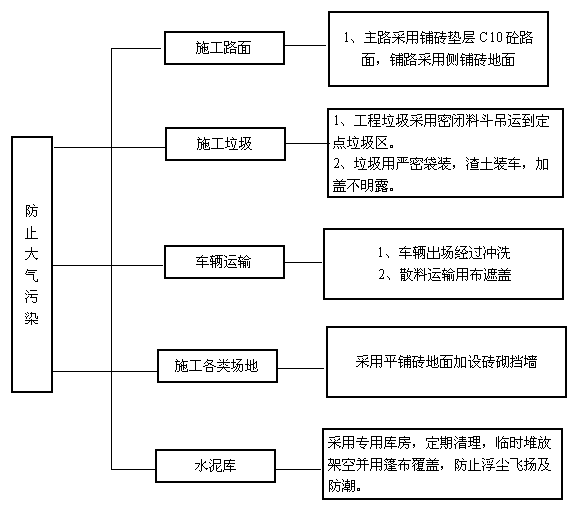 防止大气污染
施工路面
1、主路采用铺砖垫层C10砼路
面，铺路采用侧铺砖地面
施工垃圾
1、工程垃圾采用密闭料斗吊运到定
点垃圾区。
2、垃圾用严密袋装，渣土装车，加
盖不明露。
车辆运输
1、车辆出场经过冲洗
2、散料运输用布遮盖
施工各类场地
采用平铺砖地面加设砖砌挡墙
水泥库
采用专用库房，定期清理，临时堆放
架空并用篷布覆盖，防止浮尘飞扬及
防潮。